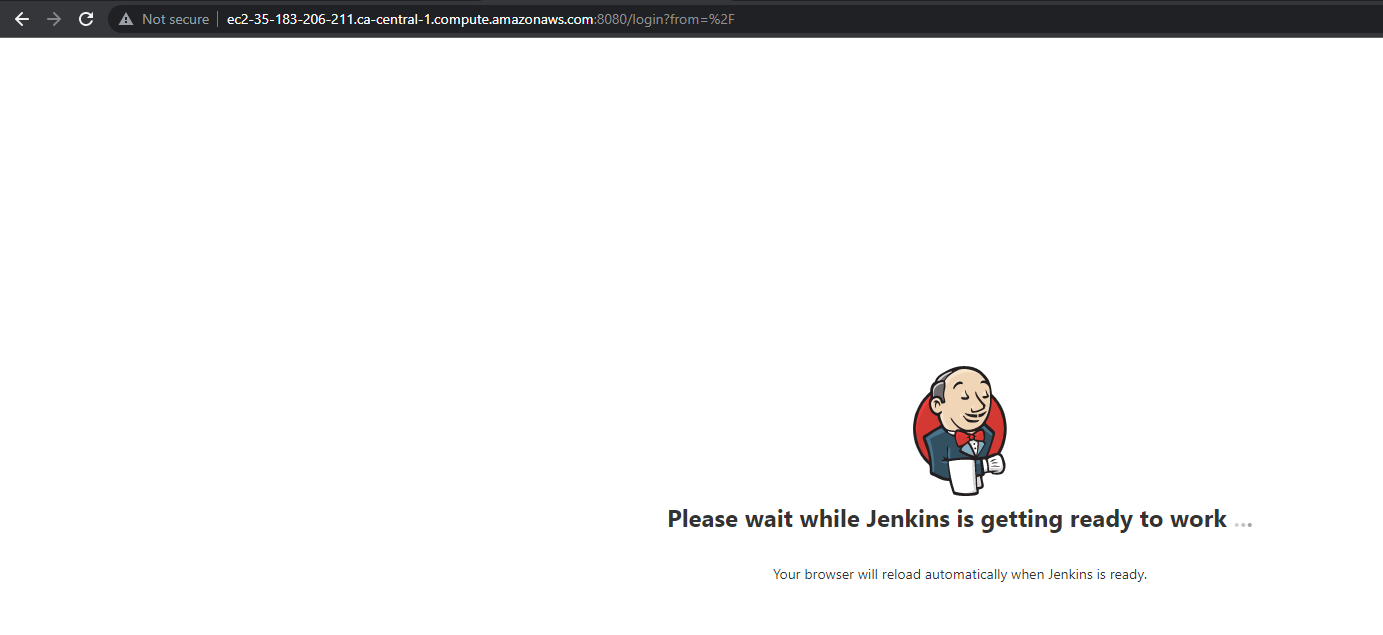 Not secure | ec2-35-183-206-211.ca-central-1.compute.amazonaws.com:8080/login?from=%2F
Please wait while Jenkins is getting ready to work ...
Your browser will reload automatically when Jenkins is ready.